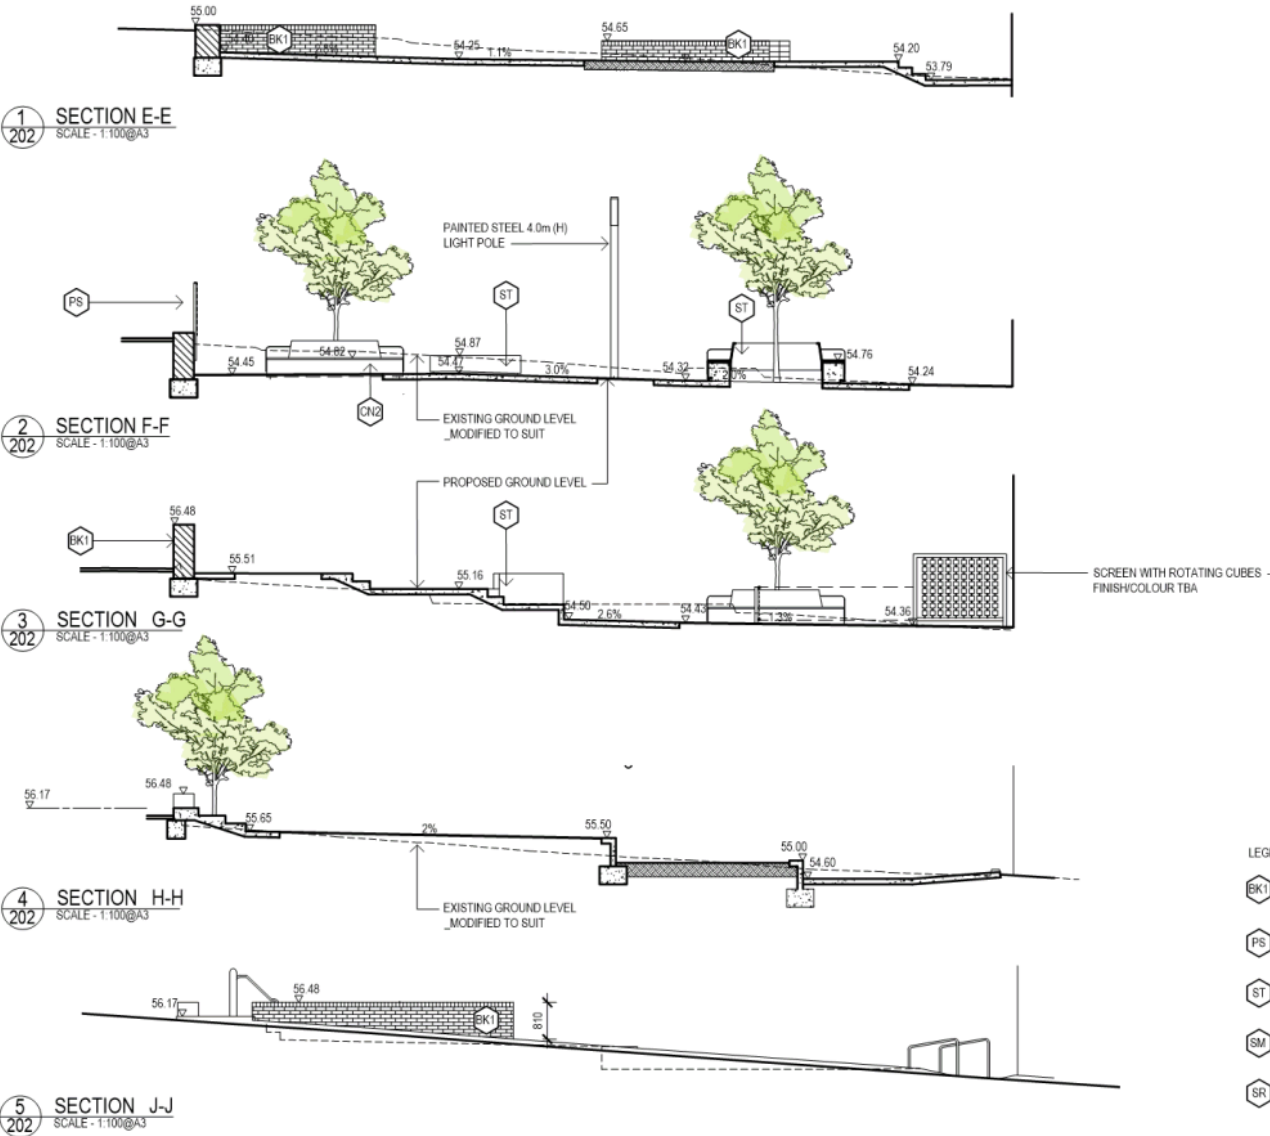 55.00
54.40
BK1
2.5%
54.25
1.1%
54.65
BK1
54.20
53.79
1
202
SECTION E-E
SCALE - 1:100@A3
PAINTED STEEL 4.0m (H)
LIGHT POLE
PS
ST
ST
54.82
54.87
54.47
54.45
3.0%
54.32
2.0%
54.76
54.24
CN2
EXISTING GROUND LEVEL
_MODIFIED TO SUIT
2
202
SECTION F-F
SCALE - 1:100@A3
PROPOSED GROUND LEVEL
56.48
BK1
ST
55.51
55.16
54.50
2.6%
54.43
1.3%
54.36
SCREEN WITH ROTATING CUBES -
FINISH/COLOUR TBA
3
202
SECTION G-G
SCALE - 1:100@A3
56.17
56.48
55.65
2%
55.50
55.00
54.60
4
202
SECTION H-H
SCALE - 1:100@A3
EXISTING GROUND LEVEL
_MODIFIED TO SUIT
LEGE
BK1
PS
ST
SM
SR
56.17
56.48
BK1
810
5
202
SECTION J-J
SCALE - 1:100@A3